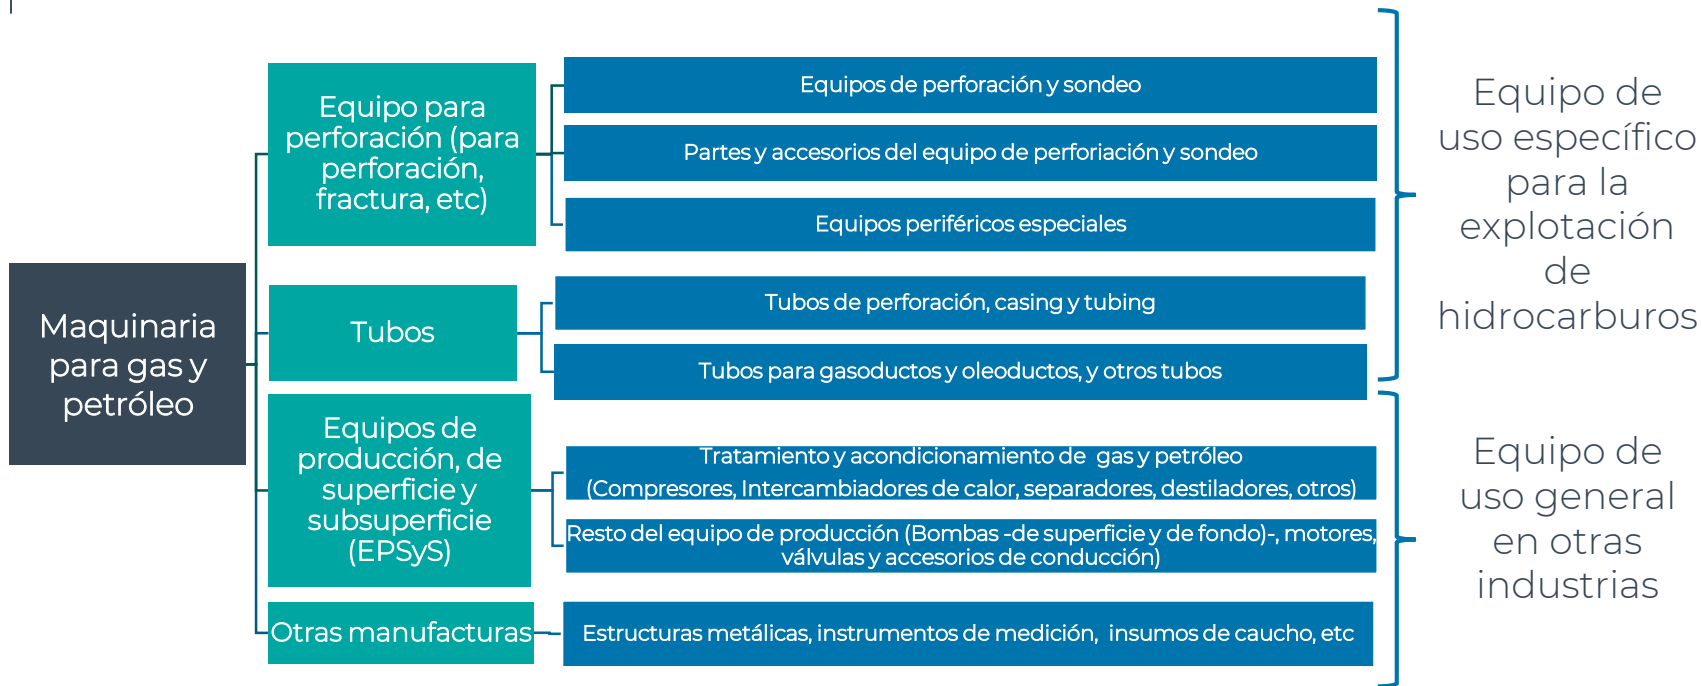 Maquinaria
para gas y
petróleo
Equipo para
perforación (para
perforación,
fractura, etc)
Equipos de perforación y sondeo
Partes y accesorios del equipo de perforiación y sondeo
Equipos periféricos especiales
Tubos
Tubos de perforación, casing y tubing
Tubos para gasoductos y oleoductos, y otros tubos
Equipos de
producción, de
superficie y
subsuperficie
(EPSyS)
Tratamiento y acondicionamiento de gas y petróleo
(Compresores, Intercambiadores de calor, separadores, destiladores, otros)
Resto del equipo de producción (Bombas -de superficie y de fondo)-, motores,
válvulas y accesorios de conducción)
Otras manufacturas
Estructuras metálicas, instrumentos de medición, insumos de caucho, etc
Equipo de
uso específico
para la
explotación
de
hidrocarburos
Equipo de
uso general
en otras
industrias